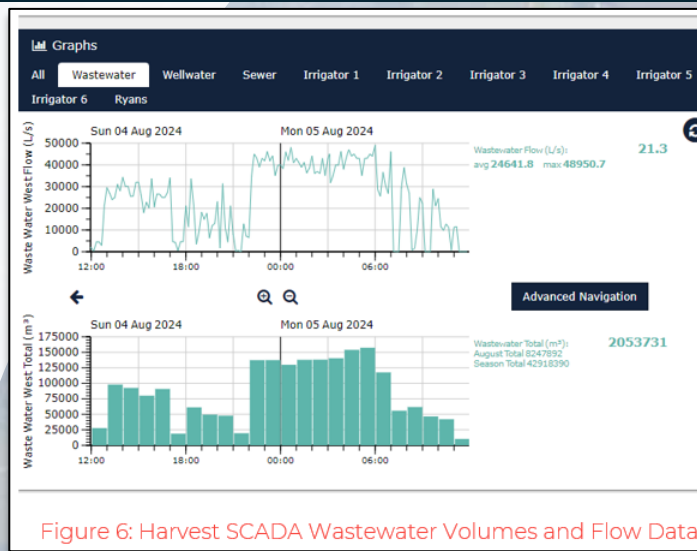 Graphs
All Wastewater Wellwater Sewer Irrigator 1 Irrigator 2 Irrigator 3 Irrigator 4 Irrigator 5
Irrigator 6 Ryans
Sun 04 Aug 2024 Mon 05 Aug 2024
Waste Water West Flow (L/s)
50000
40000
30000
20000
10000
0
12:00 18:00 00:00 06:00
Wastewater Flow (L/s): 21.3
avg 24641.8 max 48950.7
Advanced Navigation
Sun 04 Aug 2024 Mon 05 Aug 2024
Waste Water West Total (m³)
175000
150000
125000
100000
75000
50000
25000
0
12:00 18:00 00:00 06:00
Wastewater Total (m³): 2053731
August Total 8247892
Season Total 42918390
Figure 6: Harvest SCADA Wastewater Volumes and Flow Data